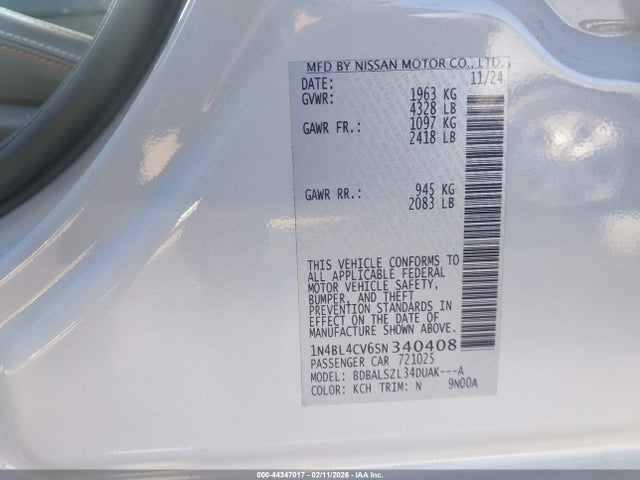 MFD BY NISSAN MOTOR CO., LTD.
DATE: 11/24
GVWR: 1963 KG
4328 LB
GAWR FR.: 1097 KG
2418 LB
GAWR RR.: 945 KG
2083 LB
THIS VEHICLE CONFORMS TO
ALL APPLICABLE FEDERAL
MOTOR VEHICLE SAFETY,
BUMPER, AND THEFT
PREVENTION STANDARDS IN
EFFECT ON THE DATE OF
MANUFACTURE SHOWN ABOVE.
1N4BL4CV6SN340408
PASSENGER CAR 721025
MODEL: BDBALSZL34DUAK---A
COLOR: KCH TRIM: N 9N00A
000-44347017 - 02/11/2026 - COPYRIGHT IAA, LLC.